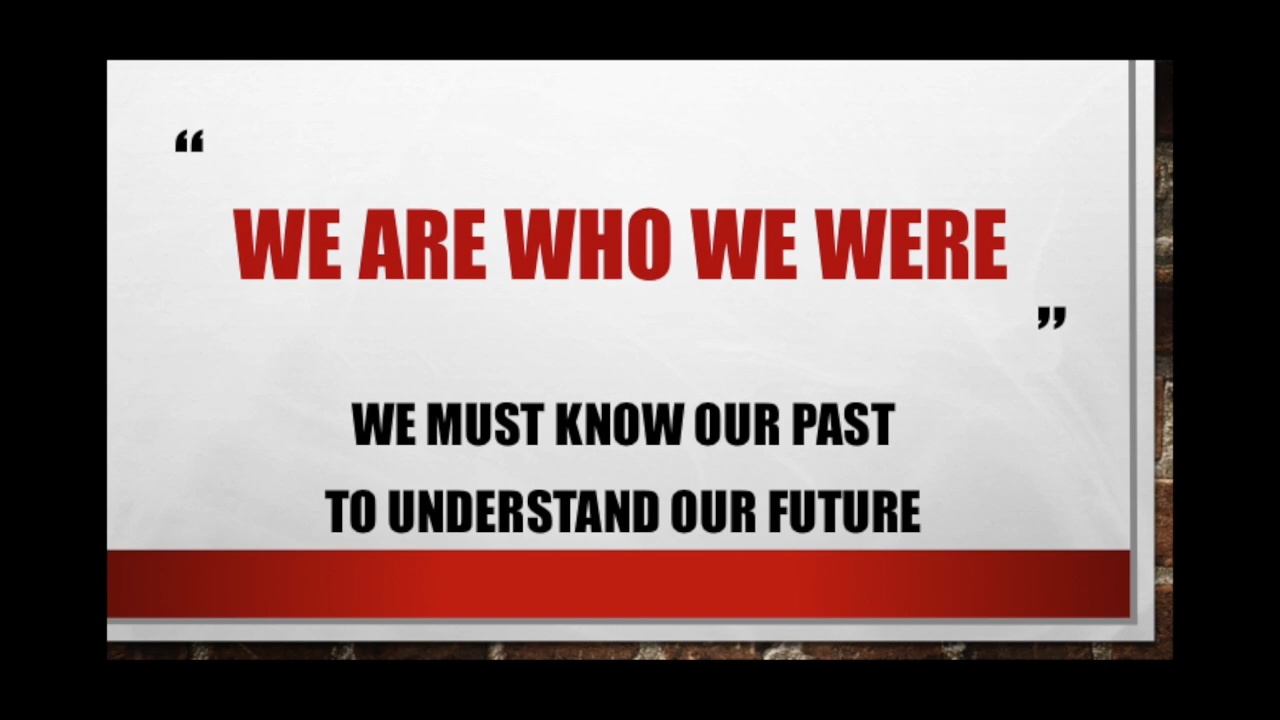 “
WE ARE WHO WE WERE
”
WE MUST KNOW OUR PAST
TO UNDERSTAND OUR FUTURE